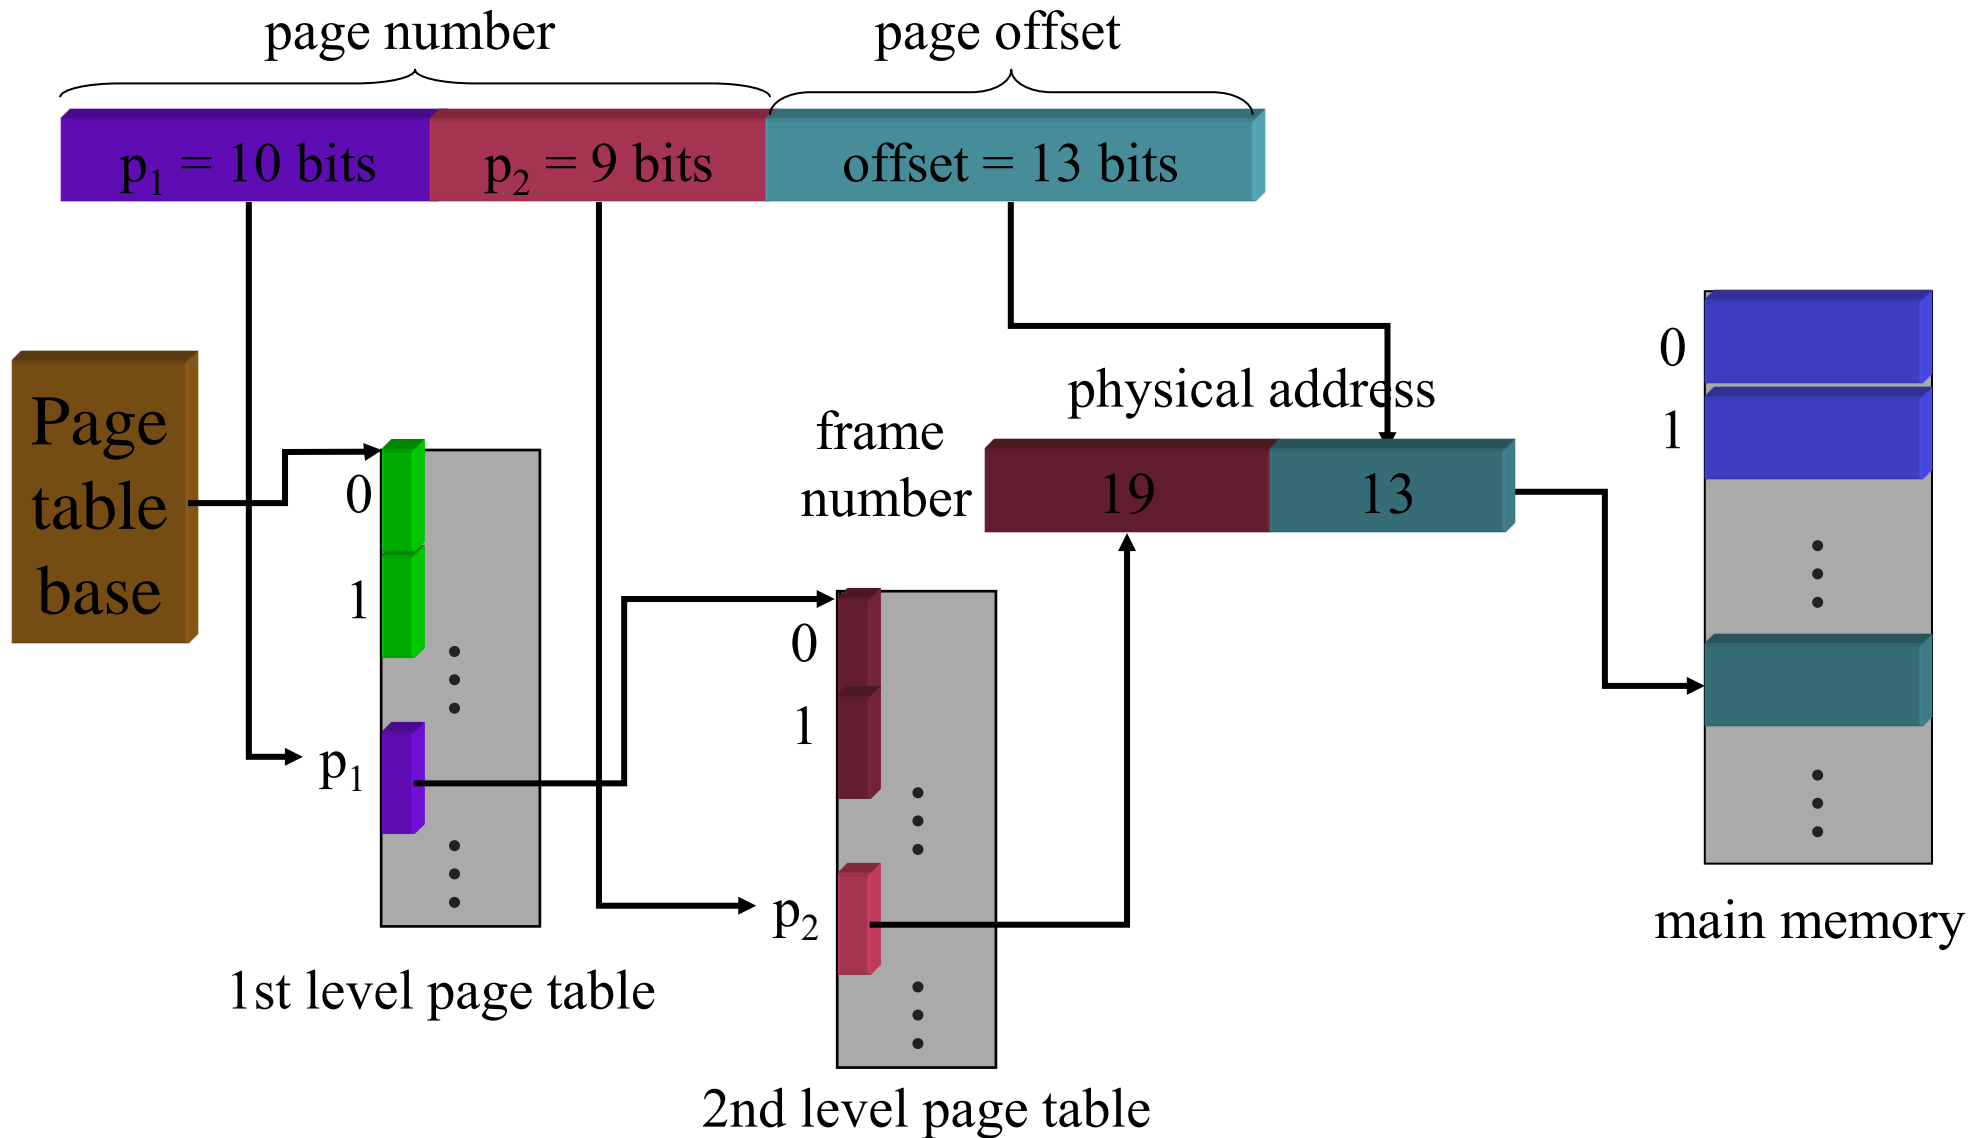 page number
page offset
p₁ = 10 bits
p₂ = 9 bits
offset = 13 bits
Page
table
base
0
1
p₁
1st level page table
0
1
p₂
2nd level page table
physical address
frame
number
19
13
0
1
main memory